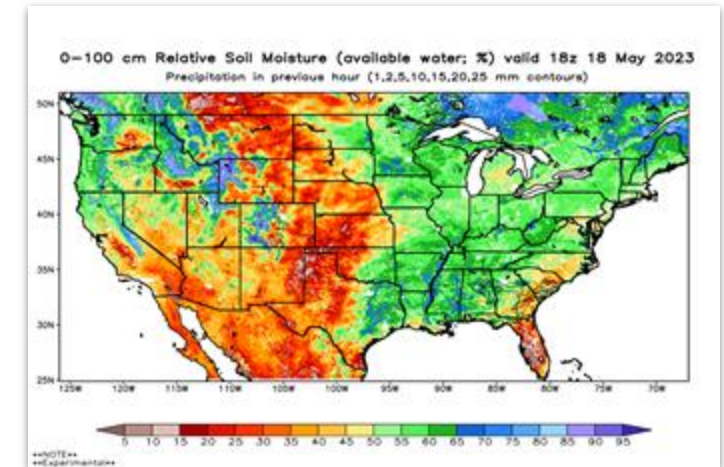 0-100 cm Relative Soil Moisture (available water; %) valid 18z 18 May 2023
Precipitation in previous hour (1,2,5,10,15,20,25 mm contours)
50N
45N
40N
35N
30N
25N
125W 120W 115W 110W 105W 100W 95W 90W 85W 80W 75W 70W
5 10 15 20 25 30 35 40 45 50 55 60 65 70 75 80 85 90 95
**NOTE**
**Experimental**